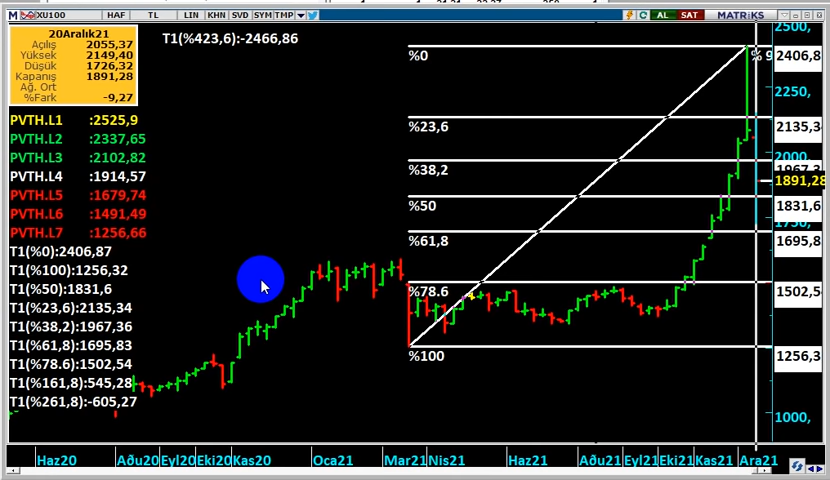 M XU100 HAF TL LIN KHN SVD SYM TMP AL SAT MATRİKS
20Aralık21
Açılış 2055,37
Yüksek 2149,40
Düşük 1726,32
Kapanış 1891,28
Ağ. Ort
%Fark -9,27
T1(%423,6):-2466,86
PVTH.L1 :2525,9
PVTH.L2 :2337,65
PVTH.L3 :2102,82
PVTH.L4 :1914,57
PVTH.L5 :1679,74
PVTH.L6 :1491,49
PVTH.L7 :1256,66
T1(%0):2406,87
T1(%100):1256,32
T1(%50):1831,6
T1(%23,6):2135,34
T1(%38,2):1967,36
T1(%61,8):1695,83
T1(%78.6):1502,54
T1(%161,8):545,28
T1(%261,8):-605,27
%0
%23,6
%38,2
%50
%61,8
%78.6
%100
% 9
2500,
2406,8
2250,
2135,3
2000,
1891,28
1831,6
1750,
1695,8
1502,5
1256,3
1000,
Haz20 Aðu20 Eyl20 Eki20 Kas20 Oca21 Mar21 Nis21 Haz21 Aðu21 Eyl21 Eki21 Kas21 Ara21